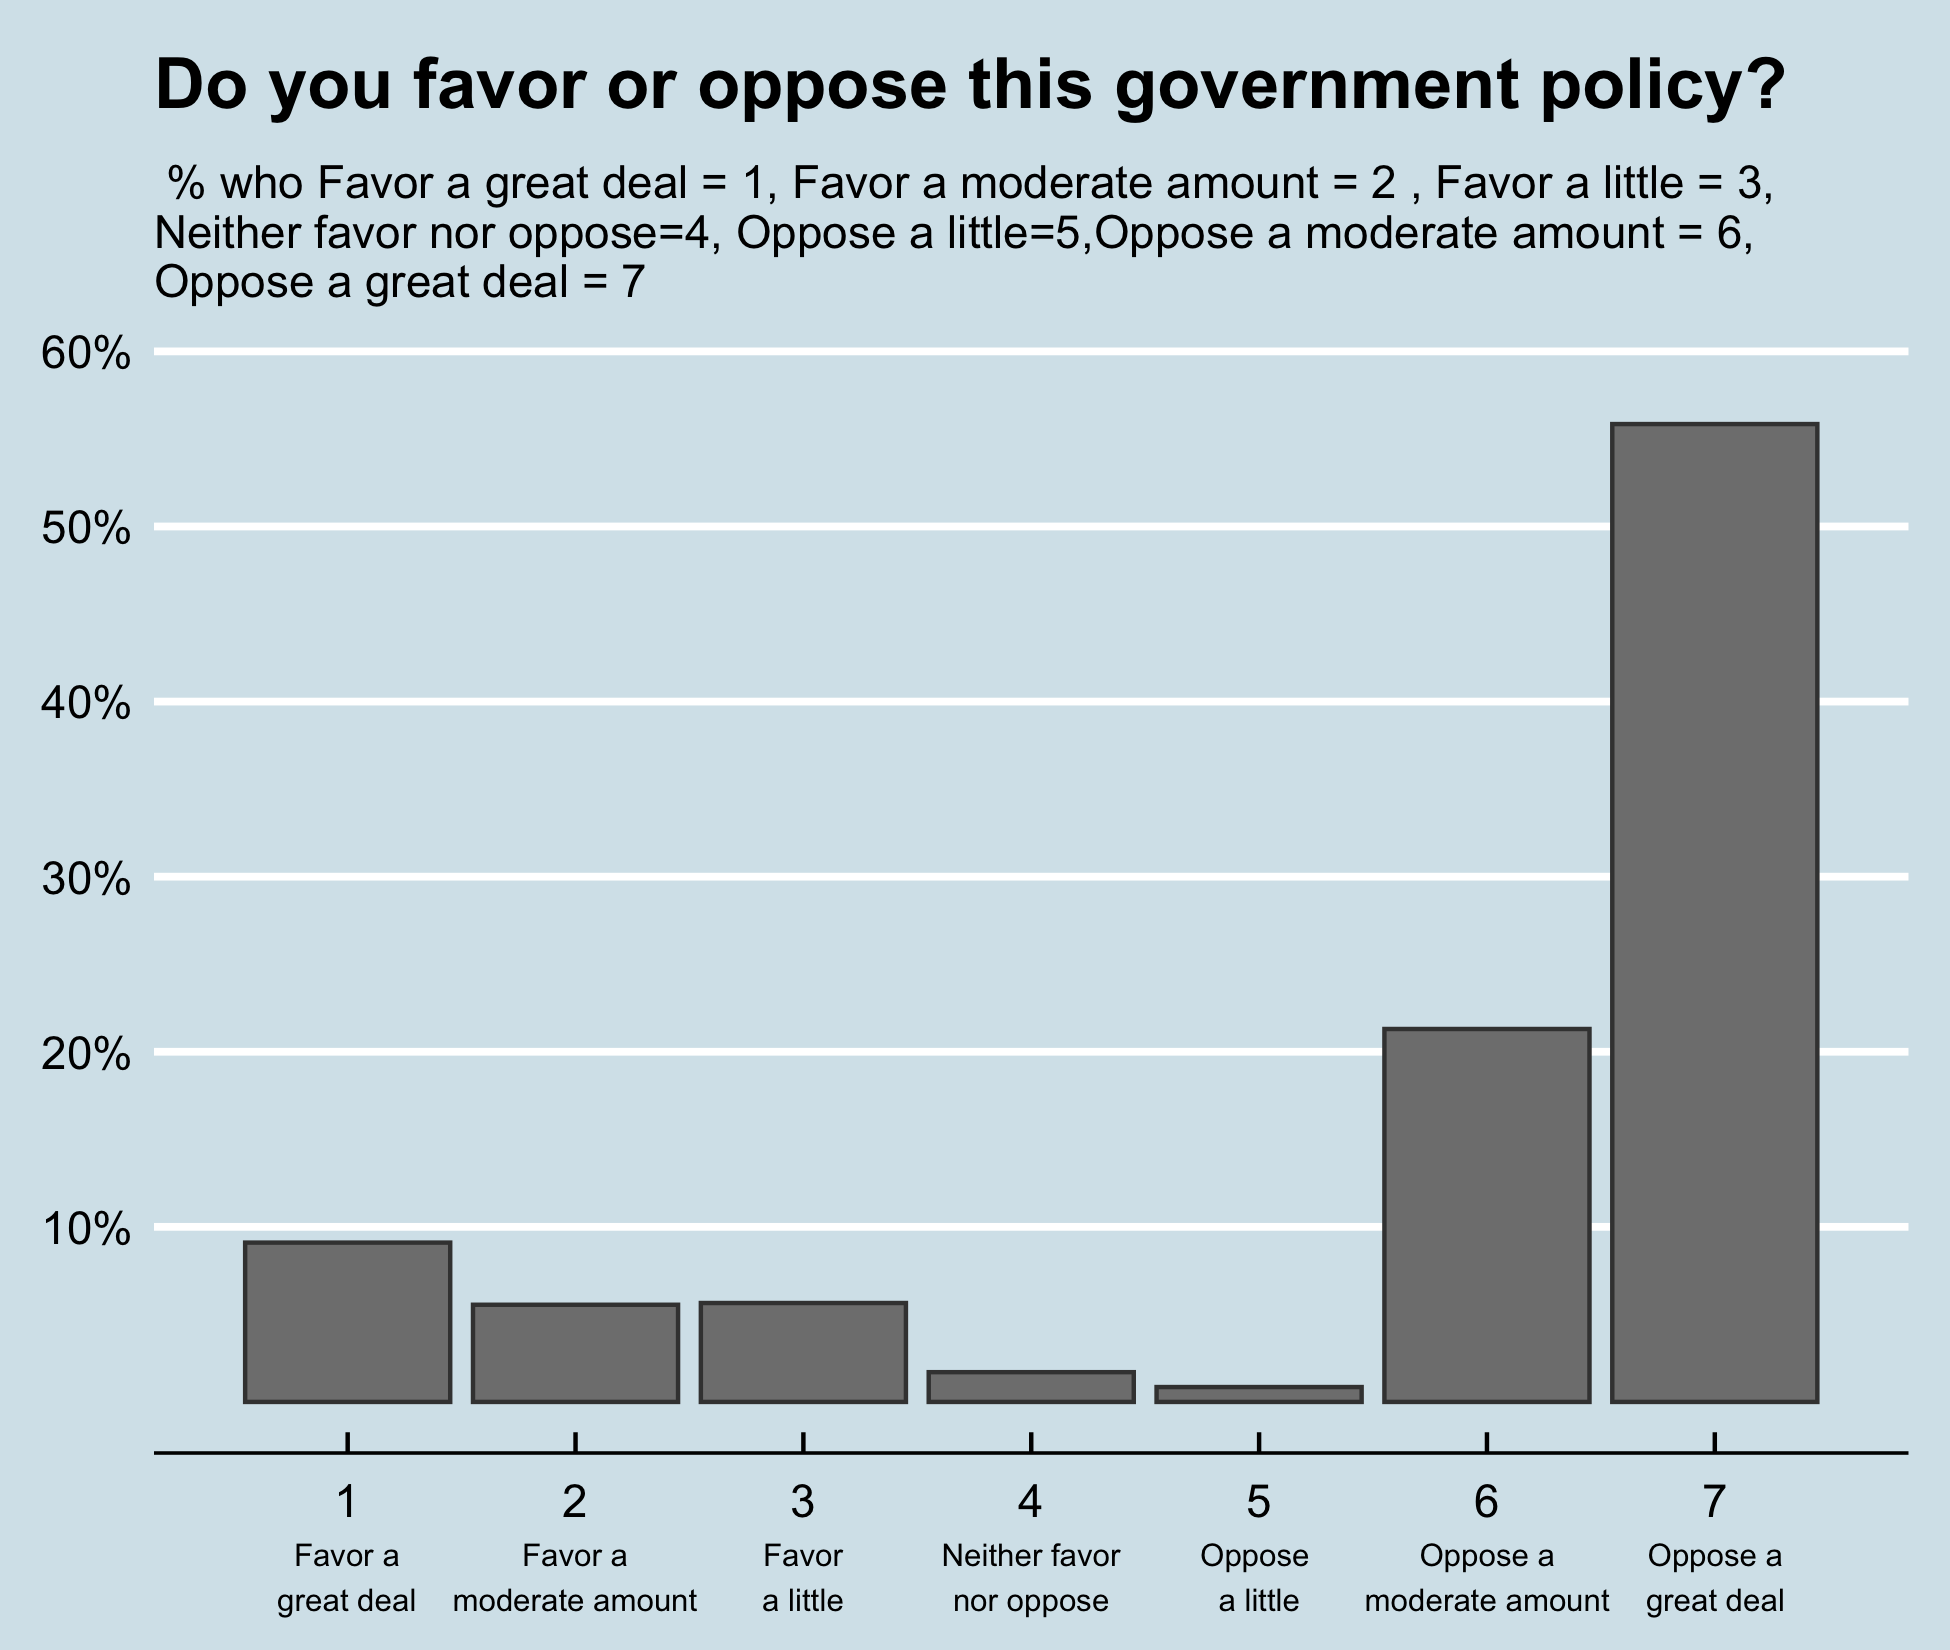 Do you favor or oppose this government policy?
% who Favor a great deal = 1, Favor a moderate amount = 2 , Favor a little = 3,
Neither favor nor oppose=4, Oppose a little=5,Oppose a moderate amount = 6,
Oppose a great deal = 7
60%
50%
40%
30%
20%
10%
1 2 3 4 5 6 7
Favor a Favor a Favor Neither favor Oppose Oppose a Oppose a
great deal moderate amount a little nor oppose a little moderate amount great deal